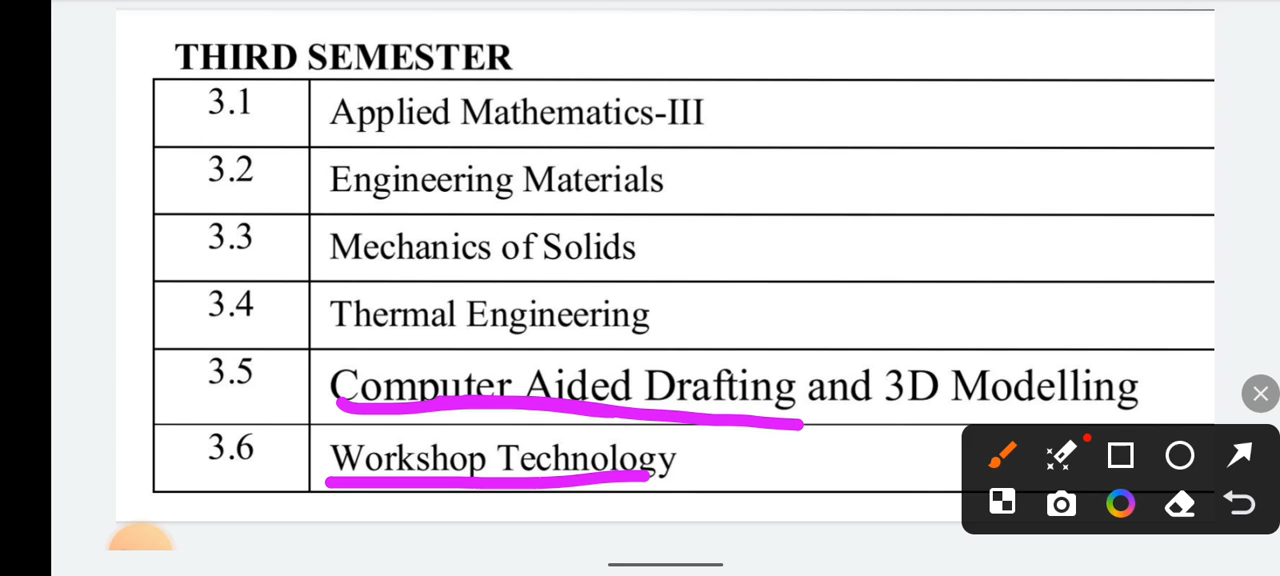 THIRD SEMESTER
3.1 Applied Mathematics-III
3.2 Engineering Materials
3.3 Mechanics of Solids
3.4 Thermal Engineering
3.5 Computer Aided Drafting and 3D Modelling
3.6 Workshop Technology